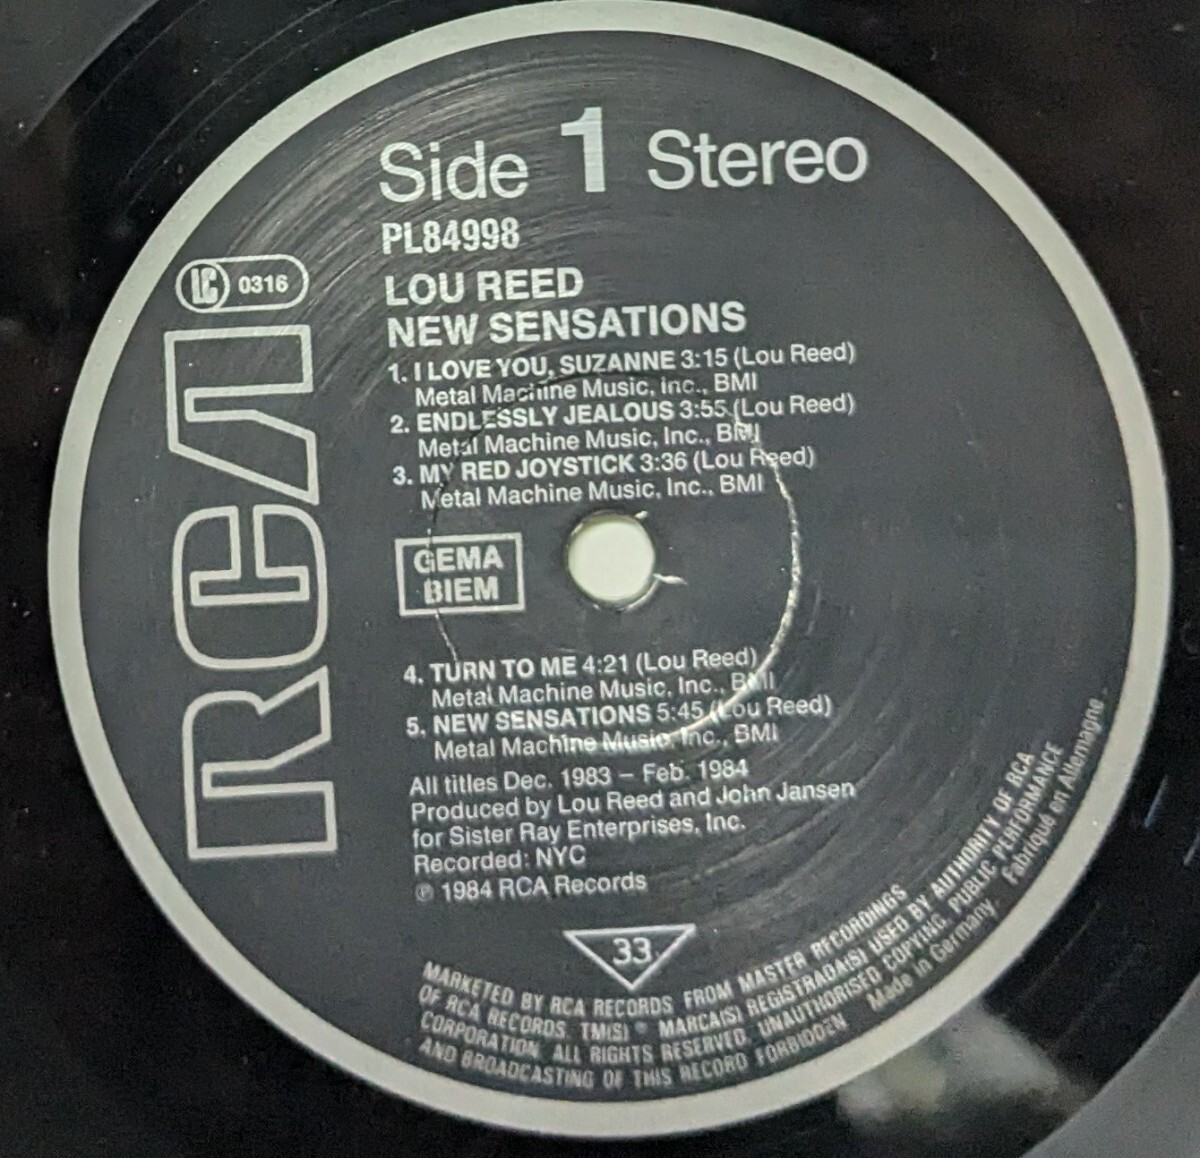 Side 1 Stereo
PL84998
LC 0316
LOU REED
NEW SENSATIONS
1. I LOVE YOU, SUZANNE 3:15 (Lou Reed)
Metal Machine Music, Inc., BMI
2. ENDLESSLY JEALOUS 3:55 (Lou Reed)
Metal Machine Music, Inc., BMI
3. MY RED JOYSTICK 3:36 (Lou Reed)
Metal Machine Music, Inc., BMI
RCA
GEMA
BIEM
4. TURN TO ME 4:21 (Lou Reed)
Metal Machine Music, Inc., BMI
5. NEW SENSATIONS 5:45 (Lou Reed)
Metal Machine Music, Inc., BMI
All titles Dec. 1983 – Feb. 1984
Produced by Lou Reed and John Jansen
for Sister Ray Enterprises, Inc.
Recorded: NYC
℗ 1984 RCA Records
33
MARKETED BY RCA RECORDS FROM MASTER RECORDINGS
OF RCA RECORDS. TM(S) ® MARCA(S) REGISTRADA(S) USED BY AUTHORITY OF RCA
CORPORATION. ALL RIGHTS RESERVED. UNAUTHORISED COPYING, PUBLIC PERFORMANCE
AND BROADCASTING OF THIS RECORD FORBIDDEN Made in Germany. Fabriqué en Allemagne.